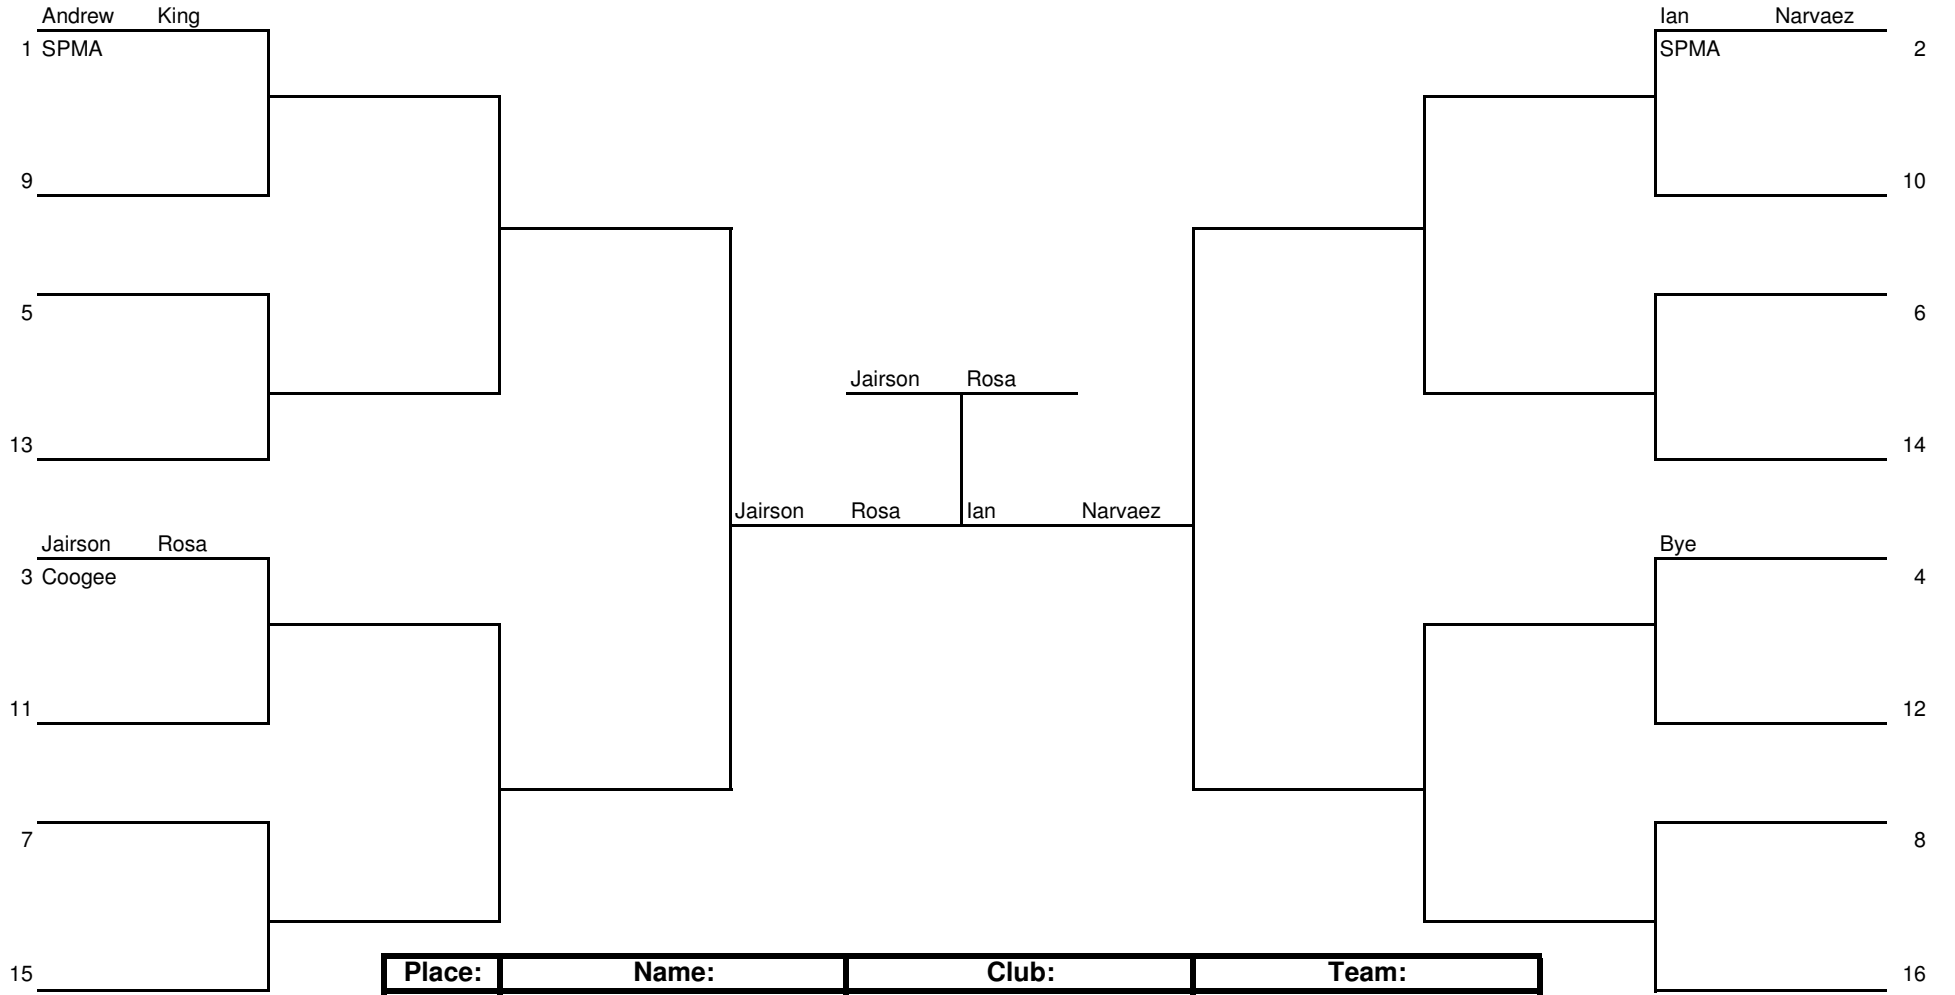 Andrew King Ian Narvaez
1 SPMA SPMA 2
9 10
5 6
Jairson Rosa
13 14
Jairson Rosa Ian Narvaez
Jairson Rosa Bye
3 Coogee 4
11 12
7 8
15 Place: Name: Club: Team: 16